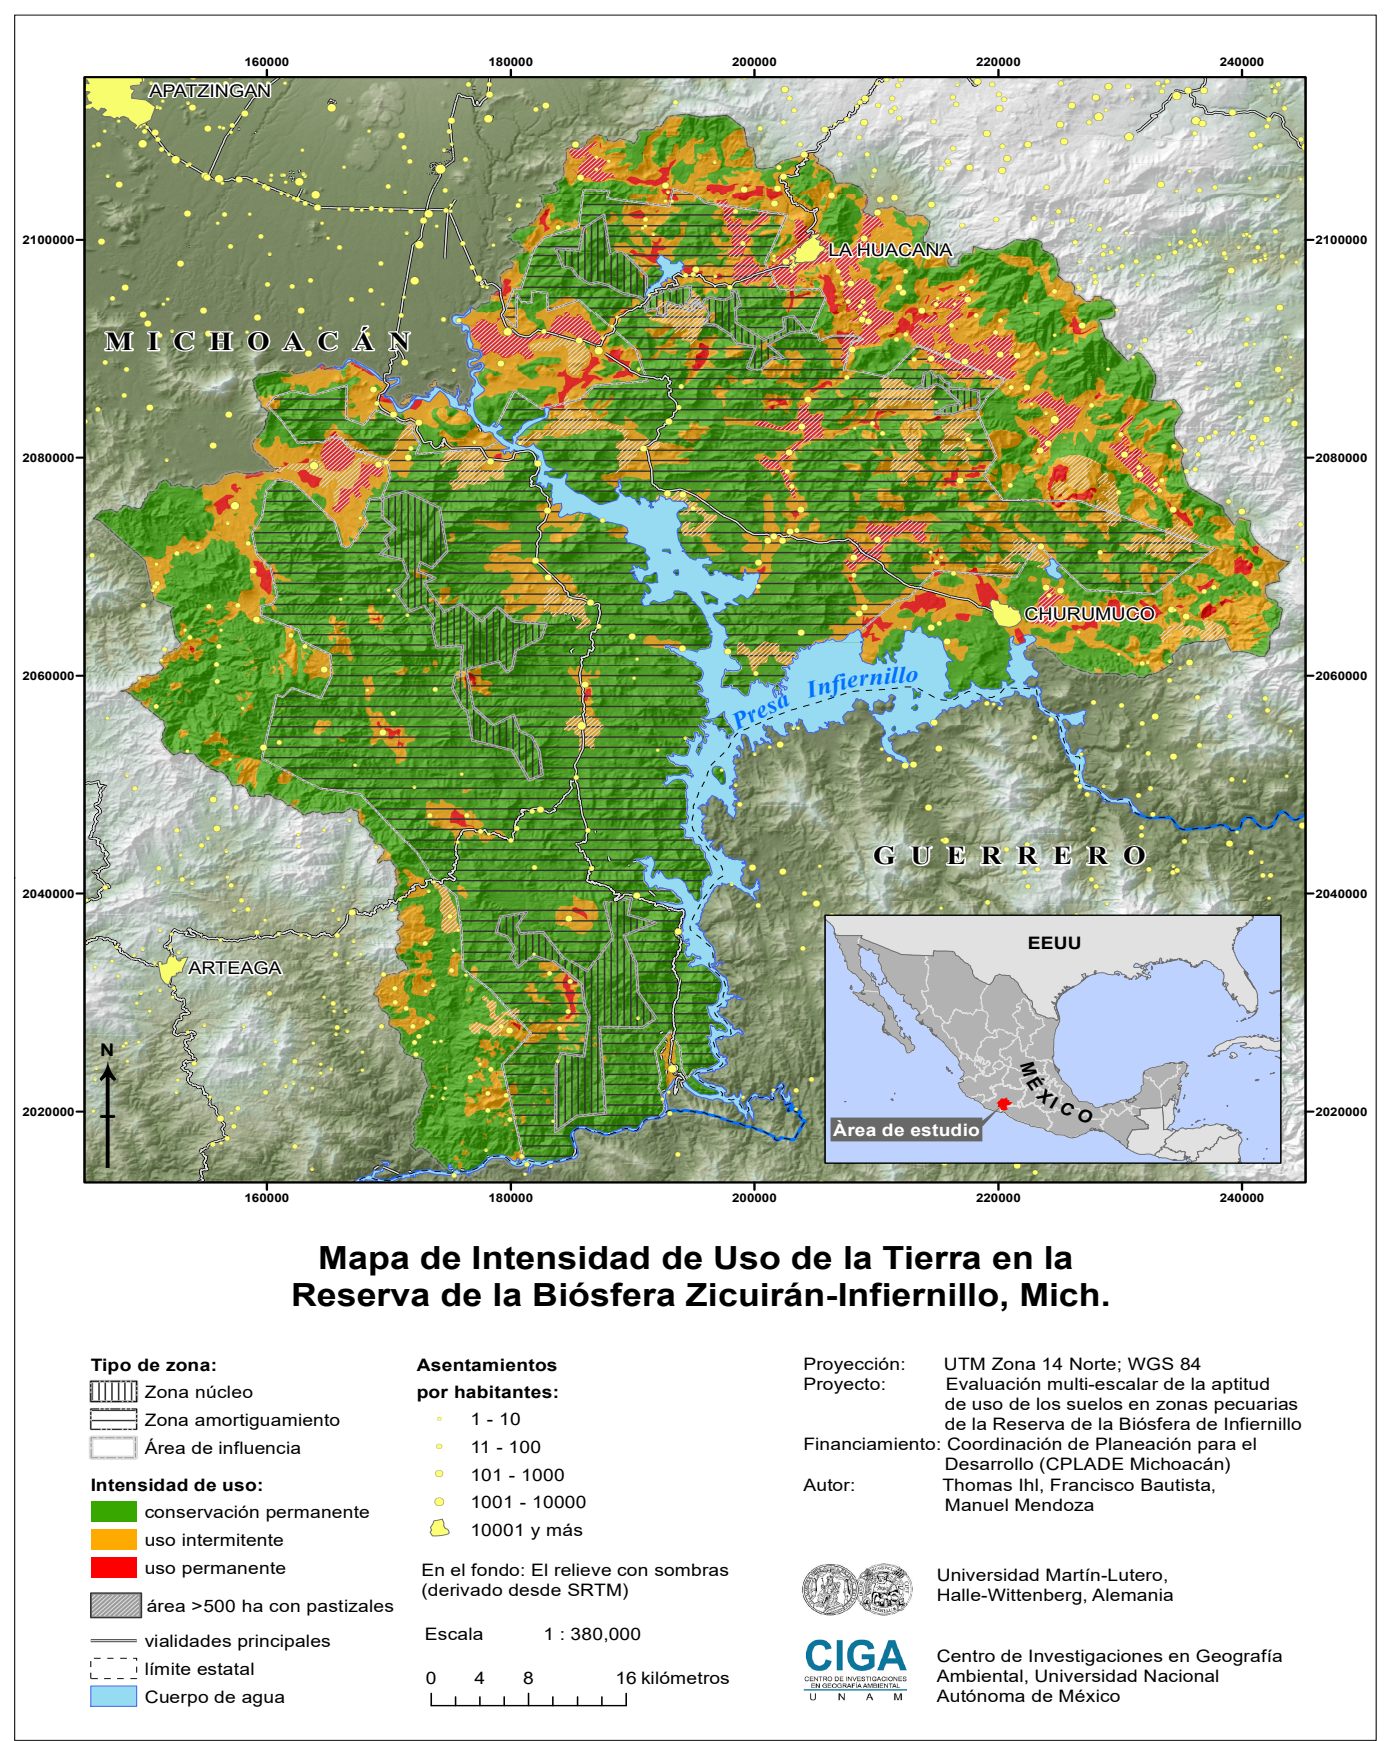 160000
180000
200000
220000
240000
APATZINGAN
2100000
2100000
LA HUACANA
MICHOACÁN
2080000
2080000
CHURUMUCO
2060000
2060000
Presa Infiernillo
GUERRERO
2040000
2040000
ARTEAGA
EEUU
N
MÉXICO
2020000
2020000
Àrea de estudio
160000
180000
200000
220000
240000
Mapa de Intensidad de Uso de la Tierra en la
Reserva de la Biósfera Zicuirán-Infiernillo, Mich.
Tipo de zona:
Zona núcleo
Zona amortiguamiento
Área de influencia
Intensidad de uso:
conservación permanente
uso intermitente
uso permanente
área >500 ha con pastizales
vialidades principales
límite estatal
Cuerpo de agua
Asentamientos
por habitantes:
1 - 10
11 - 100
101 - 1000
1001 - 10000
10001 y más
En el fondo: El relieve con sombras
(derivado desde SRTM)
Escala 1 : 380,000
0 4 8 16 kilómetros
Proyección: UTM Zona 14 Norte; WGS 84
Proyecto: Evaluación multi-escalar de la aptitud
de uso de los suelos en zonas pecuarias
de la Reserva de la Biósfera de Infiernillo
Financiamiento: Coordinación de Planeación para el
Desarrollo (CPLADE Michoacán)
Autor: Thomas Ihl, Francisco Bautista,
Manuel Mendoza
Universidad Martín-Lutero,
Halle-Wittenberg, Alemania
CIGA
CENTRO DE INVESTIGACIONES
EN GEOGRAFÍA AMBIENTAL
UNAM
Centro de Investigaciones en Geografía
Ambiental, Universidad Nacional
Autónoma de México